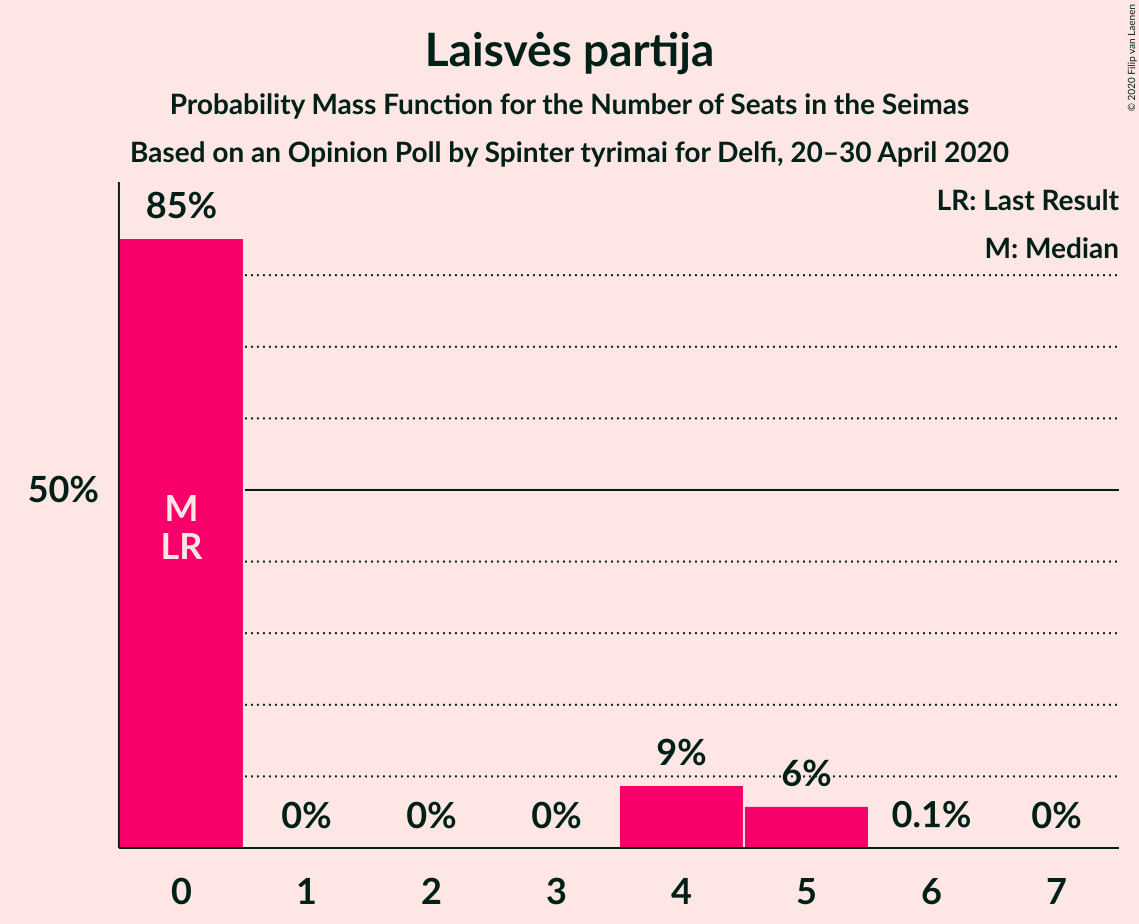 Laisvės partija
Probability Mass Function for the Number of Seats in the Seimas
Based on an Opinion Poll by Spinter tyrimai for Delfi, 20–30 April 2020
© 2020 Filip van Laenen
LR: Last Result
M: Median
85%
50%
M
LR
0%
0%
0%
9%
6%
0.1%
0%
0
1
2
3
4
5
6
7